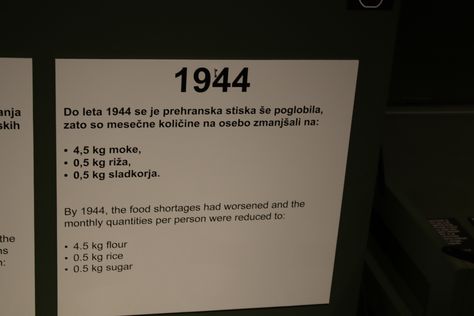 1944
Do leta 1944 se je prehranska stiska še poglobila,
zato so mesečne količine na osebo zmanjšali na:
• 4,5 kg moke,
• 0,5 kg riža,
• 0,5 kg sladkorja.
By 1944, the food shortages had worsened and the
monthly quantities per person were reduced to:
• 4.5 kg flour
• 0.5 kg rice
• 0.5 kg sugar